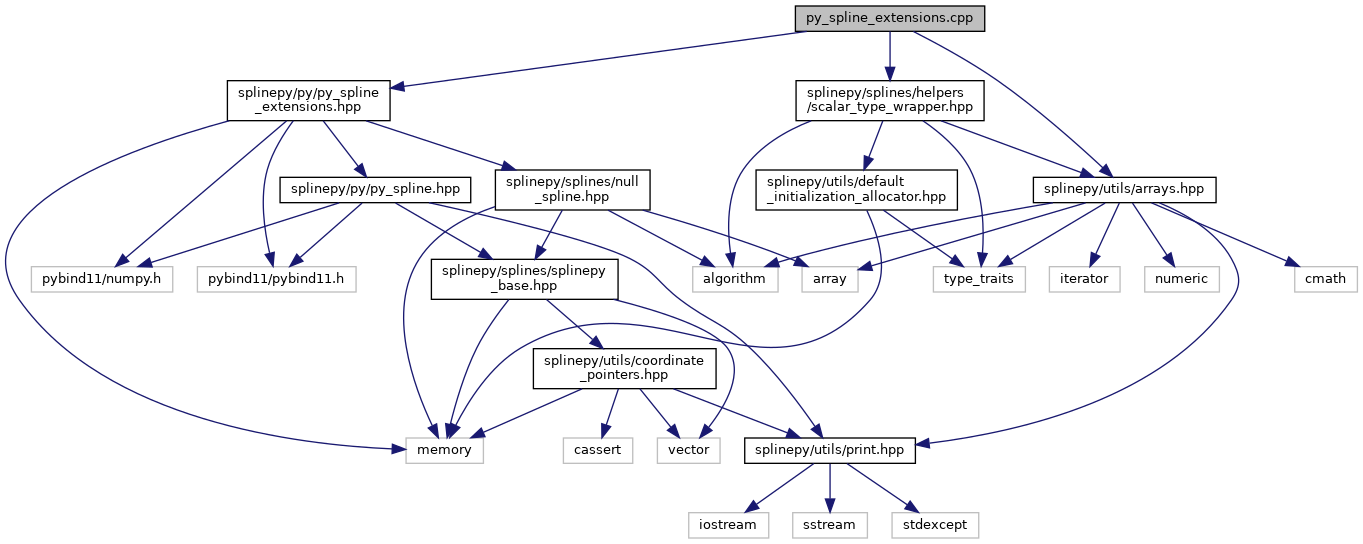 py_spline_extensions.cpp
splinepy/py/py_spline
_extensions.hpp
splinepy/splines/helpers
/scalar_type_wrapper.hpp
splinepy/py/py_spline.hpp
splinepy/splines/null
_spline.hpp
splinepy/utils/default
_initialization_allocator.hpp
splinepy/utils/arrays.hpp
pybind11/numpy.h
pybind11/pybind11.h
splinepy/splines/splinepy
_base.hpp
algorithm
array
type_traits
iterator
numeric
cmath
splinepy/utils/coordinate
_pointers.hpp
memory
cassert
vector
splinepy/utils/print.hpp
iostream
sstream
stdexcept